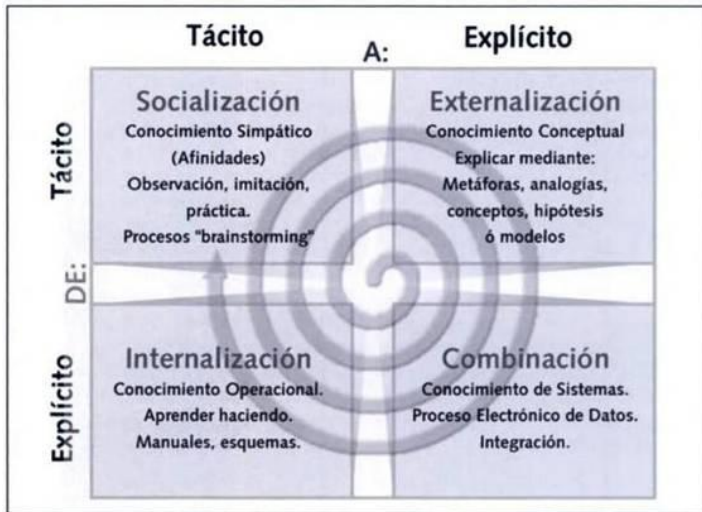 Tácito
A:
Explícito
DE:
Tácito
Explícito
Socialización
Conocimiento Simpático
(Afinidades)
Observación, imitación,
práctica.
Procesos "brainstorming"
Externalización
Conocimiento Conceptual
Explicar mediante:
Metáforas, analogías,
conceptos, hipótesis
ó modelos
Internalización
Conocimiento Operacional.
Aprender haciendo.
Manuales, esquemas.
Combinación
Conocimiento de Sistemas.
Proceso Electrónico de Datos.
Integración.